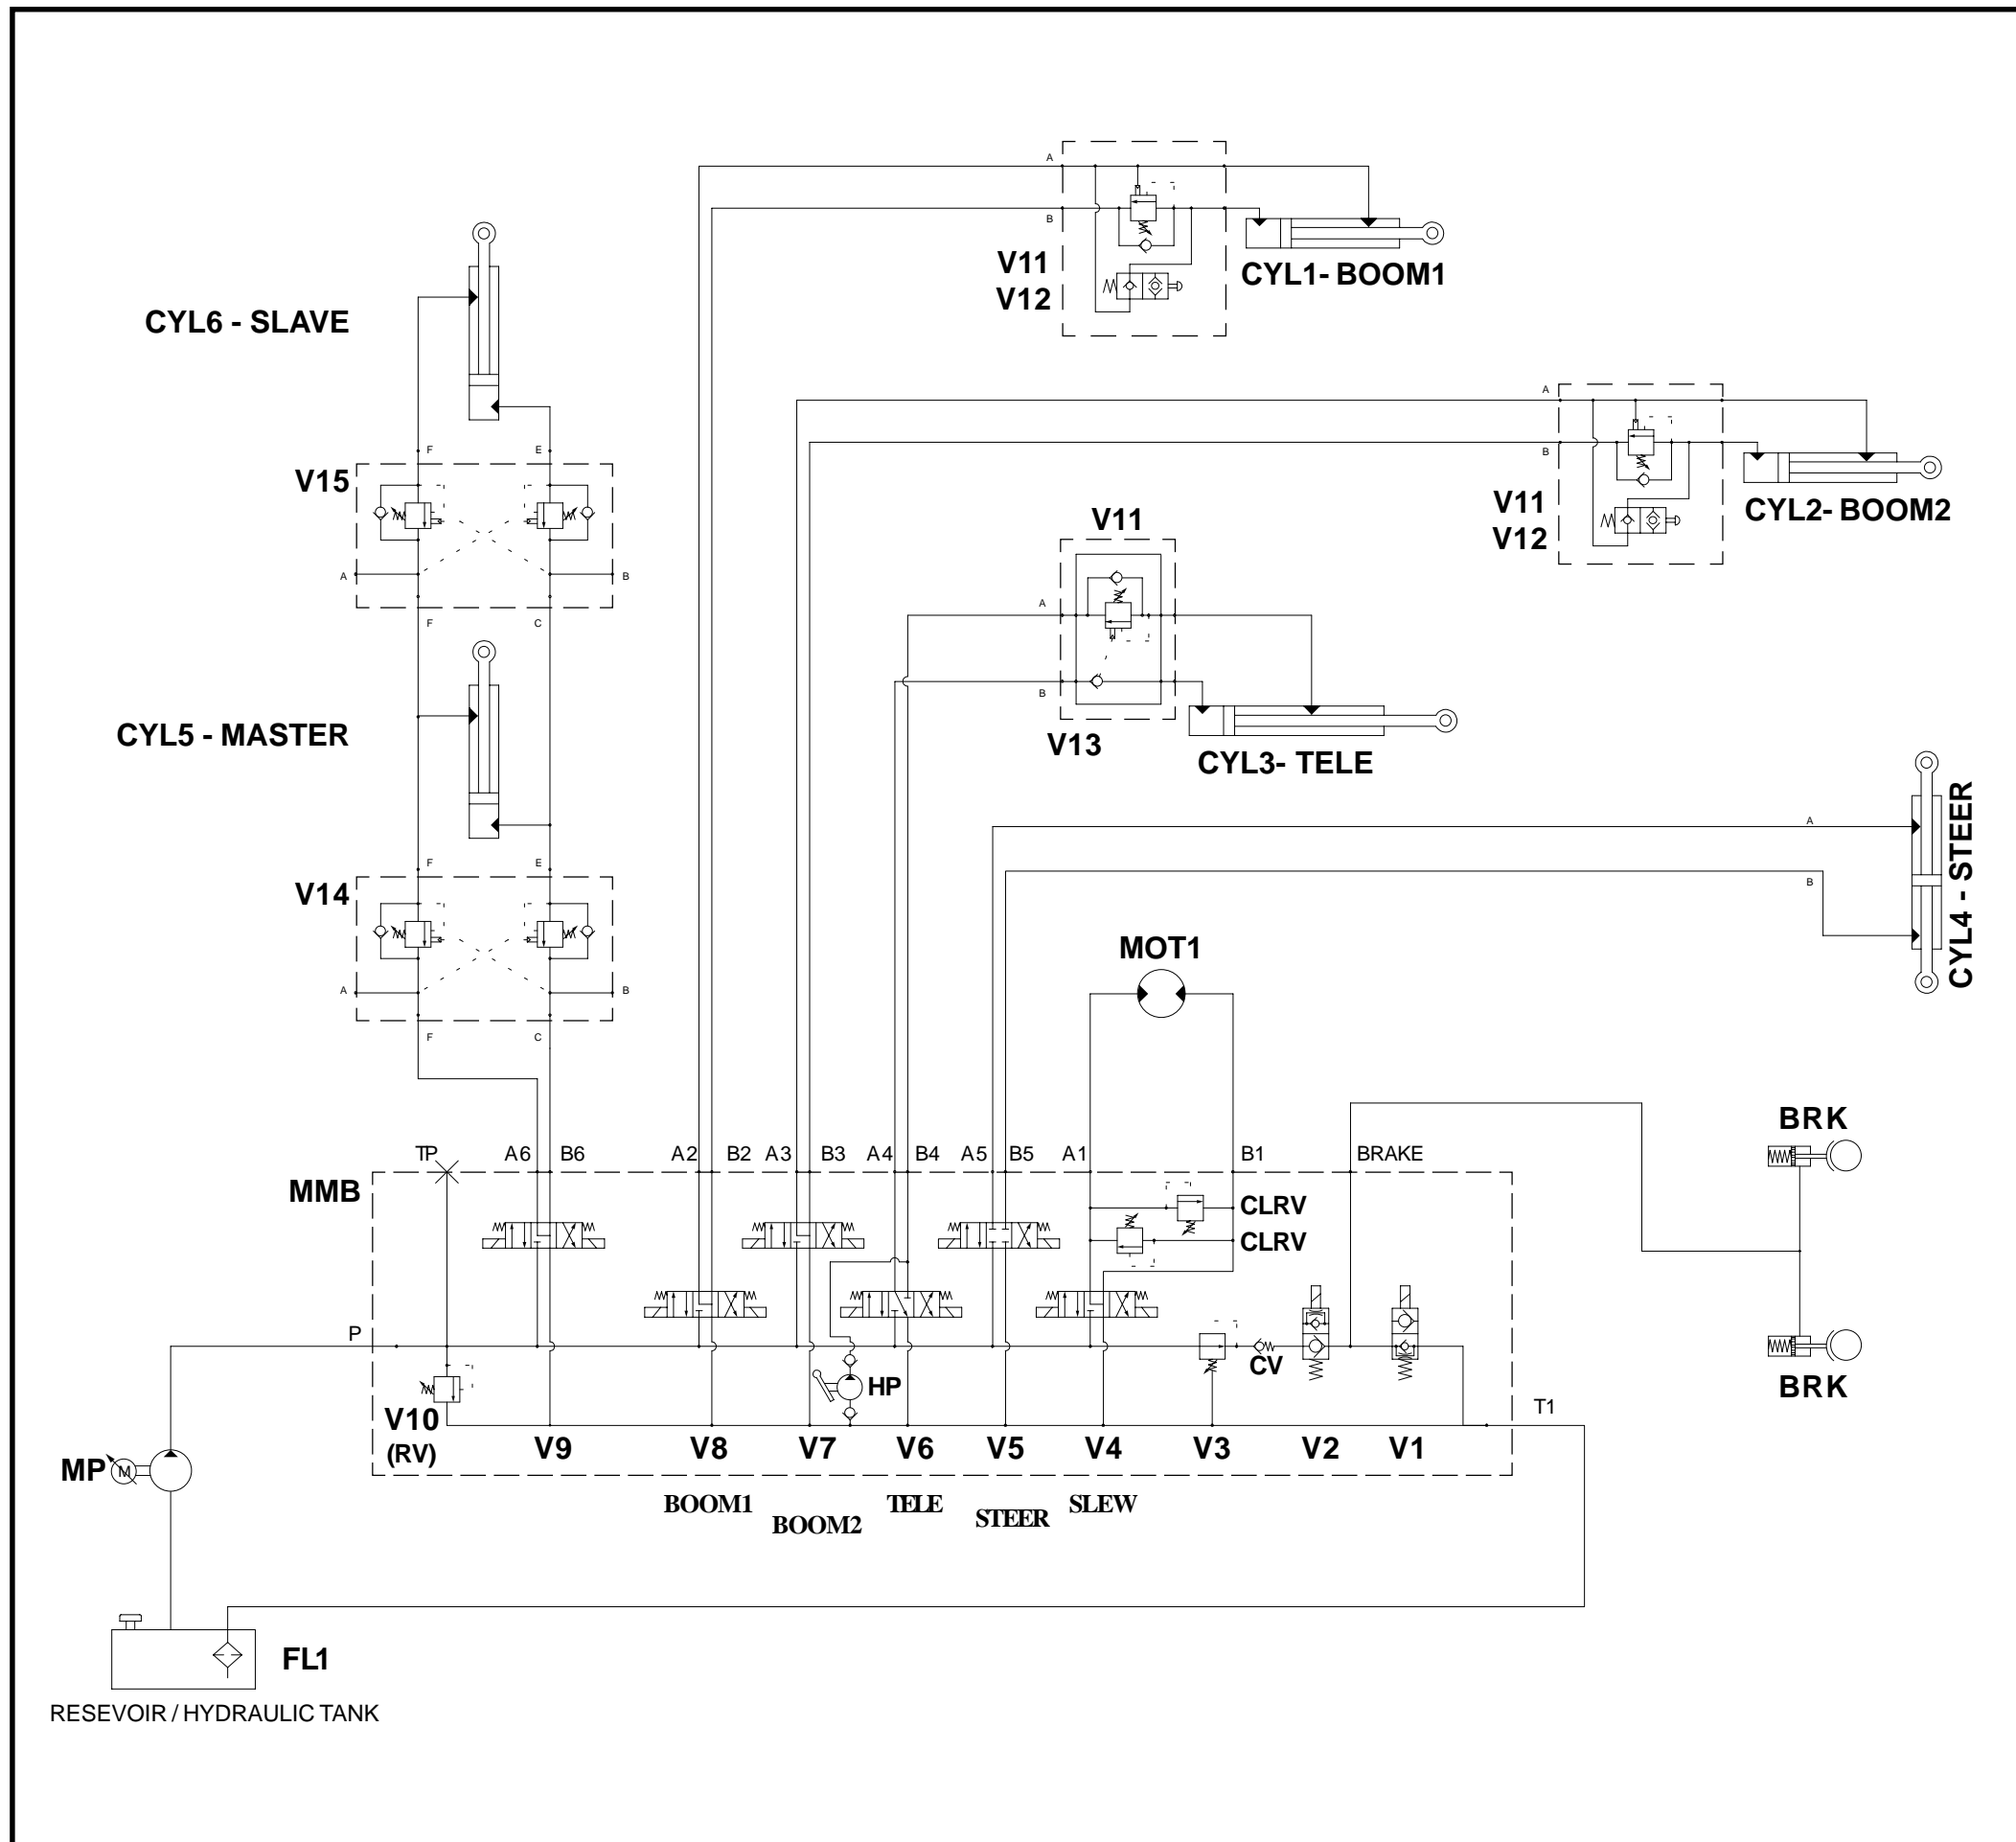 A
B
V11
V12
CYL1- BOOM1
CYL6 - SLAVE
A
B
V11
V12
CYL2- BOOM2
F
E
V15
A
B
F
C
V11
A
B
V13
CYL3- TELE
CYL5 - MASTER
A
B
CYL4 - STEER
F
E
V14
A
B
F
C
MOT1
BRK
BRK
TP
A6
B6
A2
B2
A3
B3
A4
B4
A5
B5
A1
B1
BRAKE
MMB
CLRV
CLRV
P
CV
HP
V10
(RV)
V9
V8
V7
V6
V5
V4
V3
V2
V1
T1
MP
M
BOOM1
BOOM2
TELE
STEER
SLEW
FL1
RESEVOIR / HYDRAULIC TANK